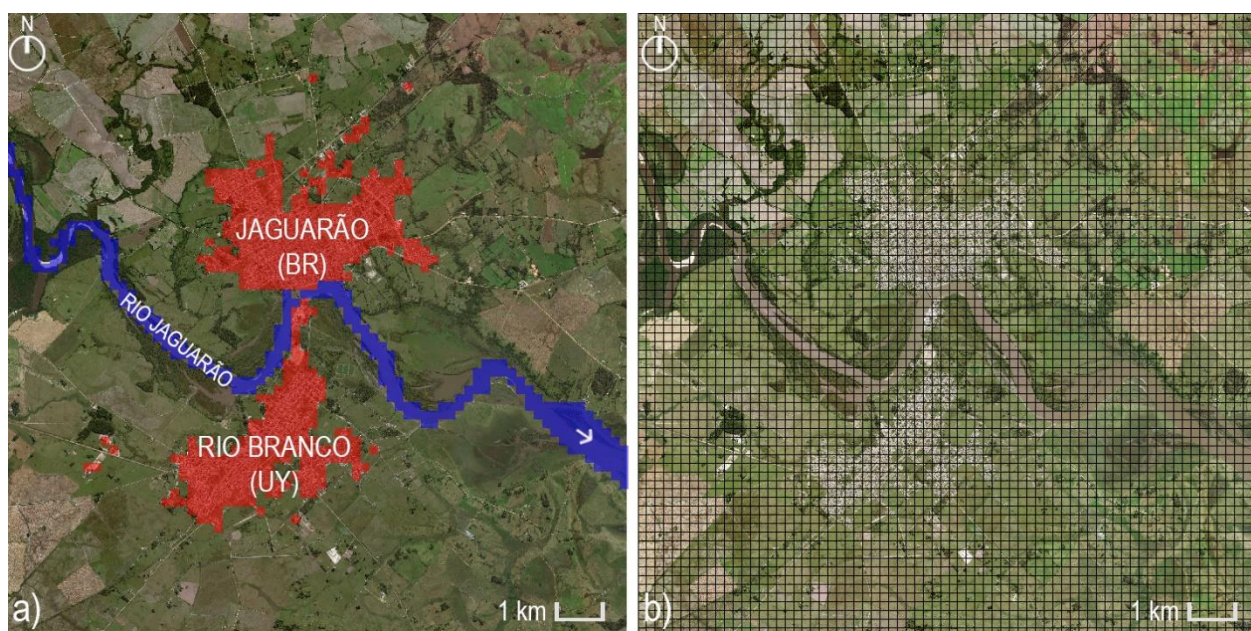 N
JAGUARÃO
(BR)
RIO JAGUARÃO
RIO BRANCO
(UY)
a)
1 km
N
b)
1 km